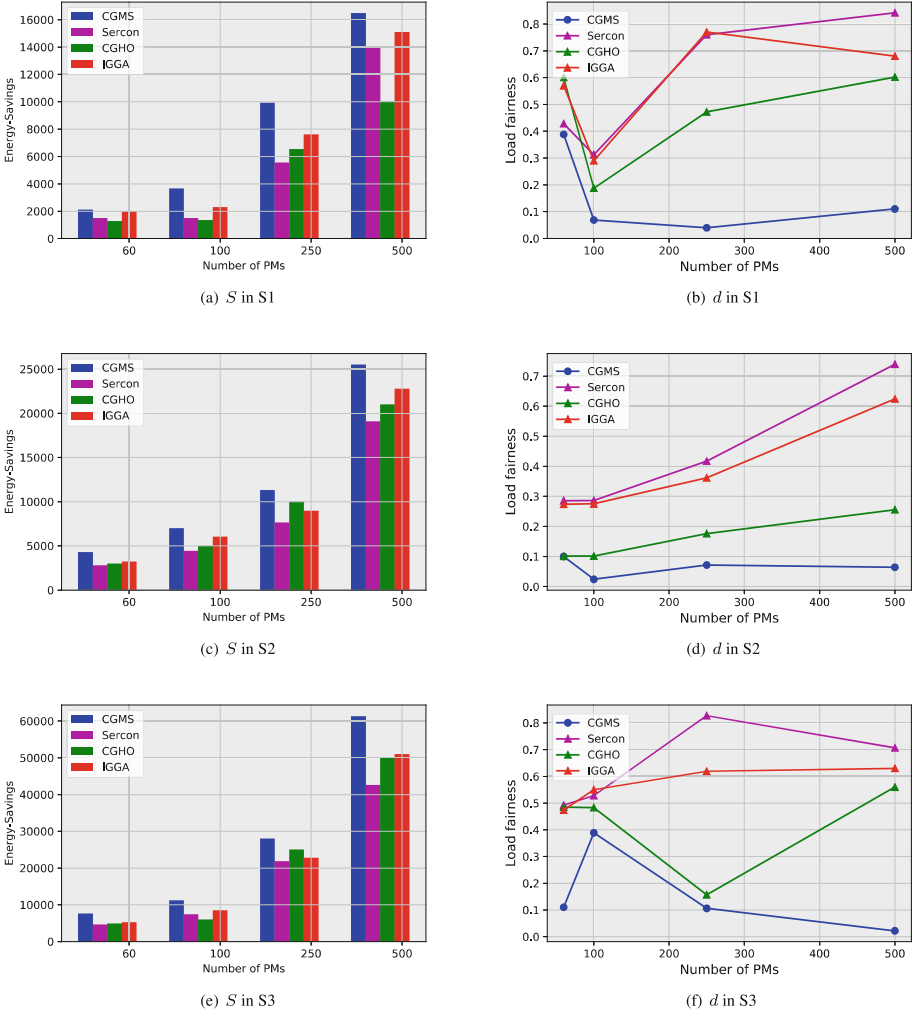 16000
14000
12000
10000
8000
6000
4000
2000
0
Energy-Savings
CGMS
Sercon
CGHO
IGGA
60
100
250
500
Number of PMs
(a) S in S1
0.8
0.7
0.6
0.5
0.4
0.3
0.2
0.1
0.0
Load fairness
CGMS
Sercon
CGHO
IGGA
100
200
300
400
500
Number of PMs
(b) d in S1
25000
20000
15000
10000
5000
0
Energy-Savings
CGMS
Sercon
CGHO
IGGA
60
100
250
500
Number of PMs
(c) S in S2
0.7
0.6
0.5
0.4
0.3
0.2
0.1
0.0
Load fairness
CGMS
Sercon
CGHO
IGGA
100
200
300
400
500
Number of PMs
(d) d in S2
60000
50000
40000
30000
20000
10000
0
Energy-Savings
CGMS
Sercon
CGHO
IGGA
60
100
250
500
Number of PMs
(e) S in S3
0.8
0.7
0.6
0.5
0.4
0.3
0.2
0.1
0.0
Load fairness
CGMS
Sercon
CGHO
IGGA
100
200
300
400
500
Number of PMs
(f) d in S3